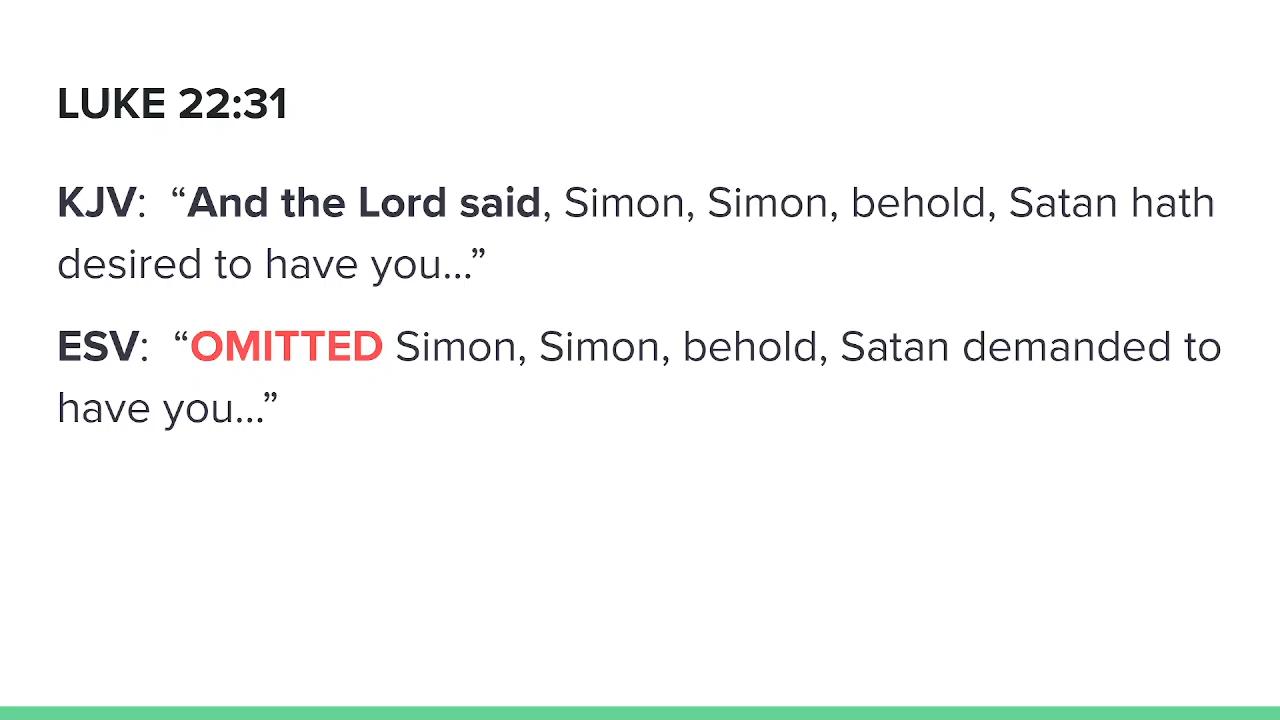 LUKE 22:31
KJV:  “And the Lord said, Simon, Simon, behold, Satan hath
desired to have you...”
ESV:  “OMITTED Simon, Simon, behold, Satan demanded to
have you...”